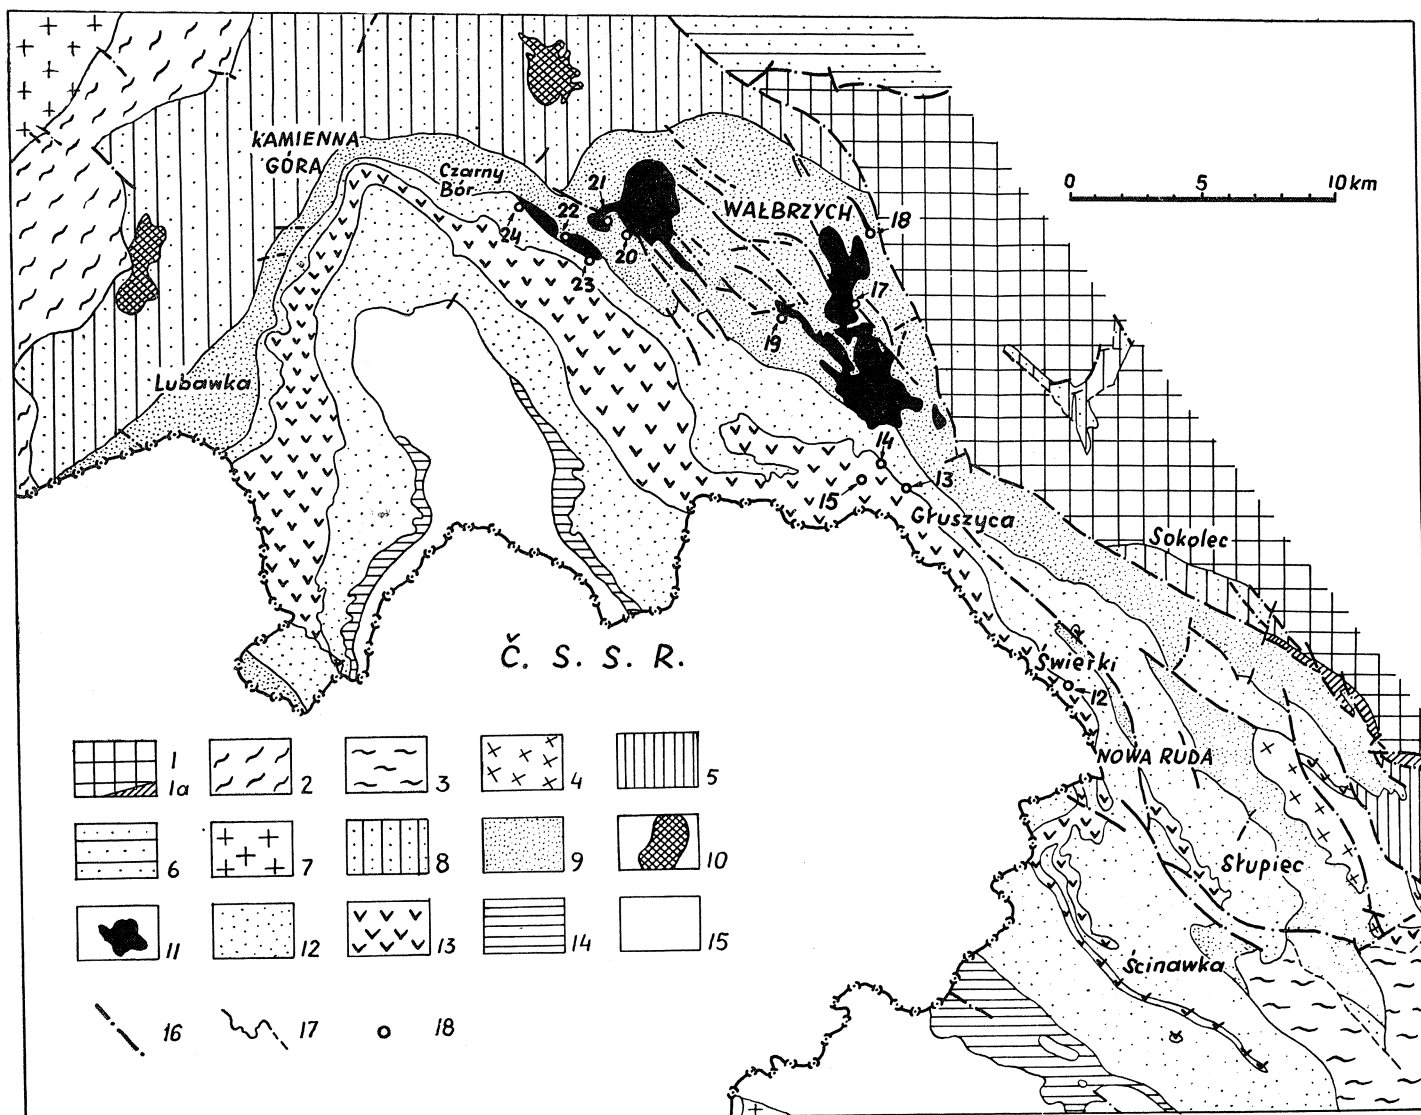 KAMIENNA
GÓRA
Czarny
Bór
0 5 10 km
21
22
WAŁBRZYCH
18
24
20
23
17
19
Lubawka
14
15
13
Głuszyca
Sokolec
Č. S. S. R.
Świerki
12
NOWA RUDA
1
1a
2
3
4
5
6
7
8
9
10
Słupiec
11
12
13
14
15
Ścinawka
16
17
18